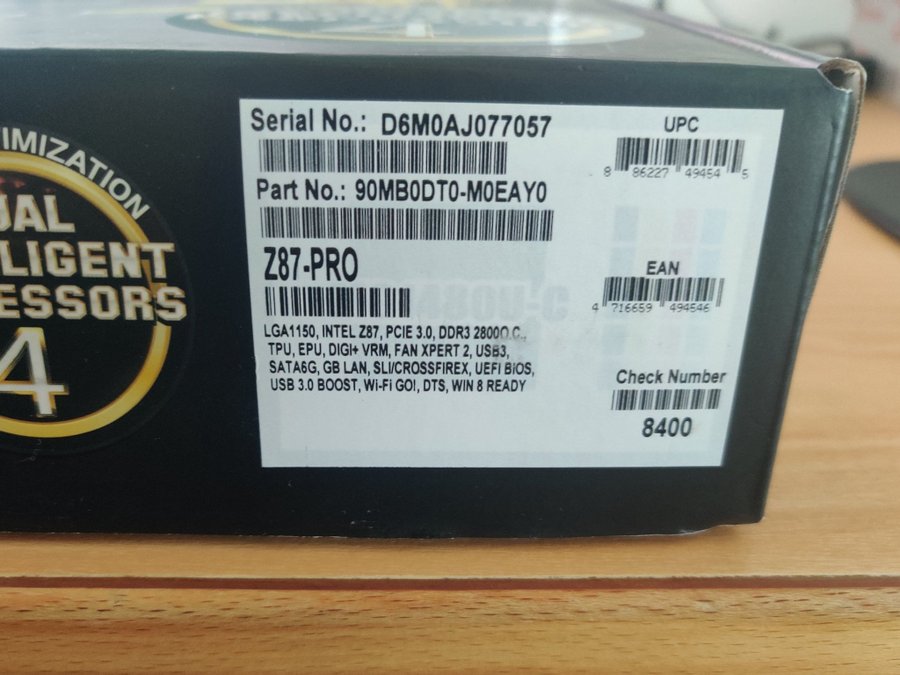 IMIZATION
UAL
LLIGENT
ESSORS
4
Serial No.: D6M0AJ077057
Part No.: 90MB0DT0-M0EAY0
Z87-PRO
LGA1150, INTEL Z87, PCIE 3.0, DDR3 2800O.C.,
TPU, EPU, DIGI+ VRM, FAN XPERT 2, USB3,
SATA6G, GB LAN, SLI/CROSSFIREX, UEFI BIOS,
USB 3.0 BOOST, Wi-Fi GO!, DTS, WIN 8 READY
UPC
8 86227 49454 5
EAN
4 716659 494546
Check Number
8400